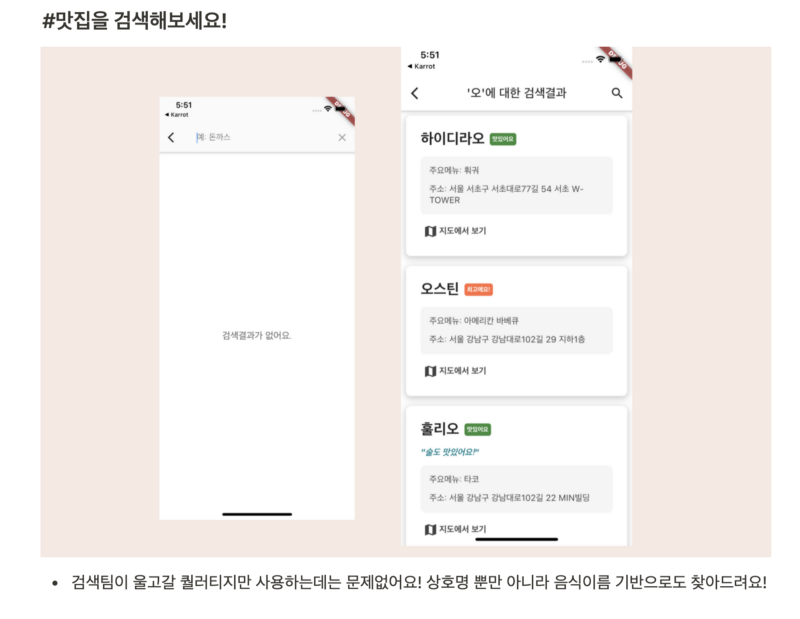 #맛집을 검색해보세요!
5:51
◀ Karrot
예: 돈까스
검색결과가 없어요.
5:51
◀ Karrot
'오'에 대한 검색결과
하이디라오 맛있어요
주요메뉴: 훠궈
주소: 서울 서초구 서초대로77길 54 서초 W-
TOWER
지도에서 보기
오스틴 최고예요!
주요메뉴: 아메리칸 바베큐
주소: 서울 강남구 강남대로102길 29 지하1층
지도에서 보기
훌리오 맛있어요
"술도 맛있어요!"
주요메뉴: 타코
주소: 서울 강남구 강남대로102길 22 MIN빌딩
지도에서 보기
• 검색팀이 울고갈 퀄러티지만 사용하는데는 문제없어요! 상호명 뿐만 아니라 음식이름 기반으로도 찾아드려요!